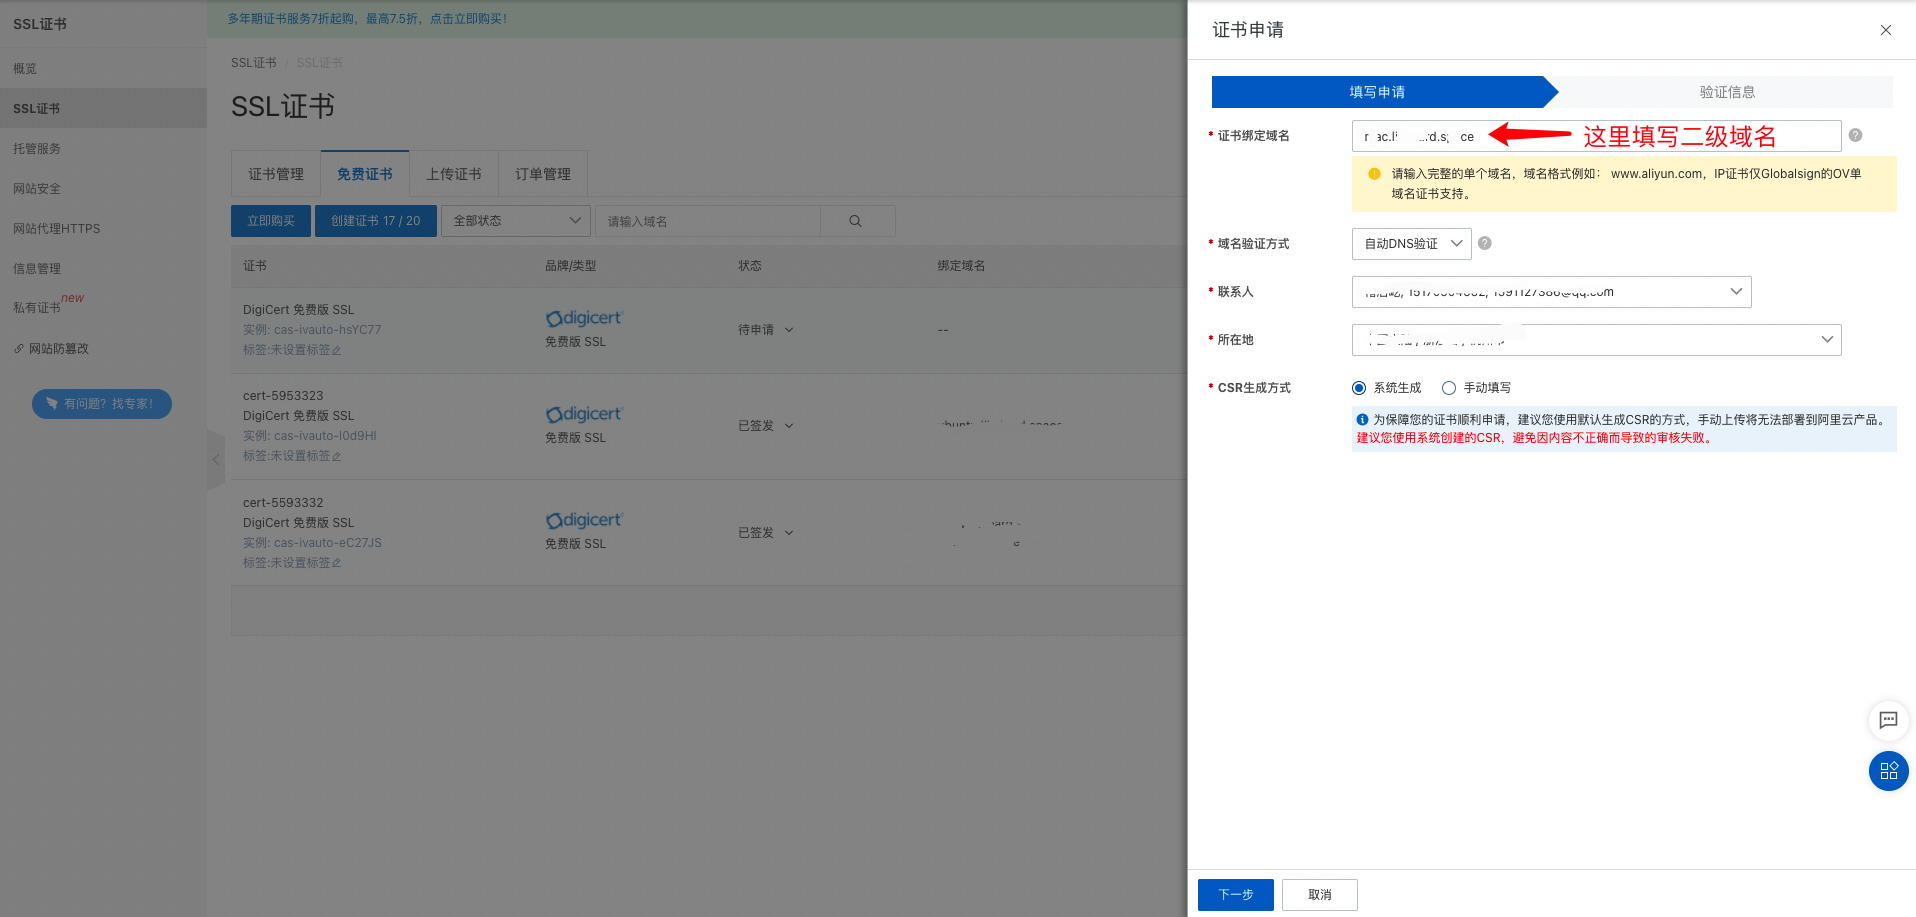 SSL证书
概览
SSL证书
托管服务
网站安全
网站代理HTTPS
信息管理
私有证书new
网站防篡改
有问题？找专家！
多年期证书服务7折起购，最高7.5折，点击立即购买！
SSL证书 / SSL证书
SSL证书
证书管理 免费证书 上传证书 订单管理
立即购买 创建证书 17 / 20 全部状态 请输入域名
证书 品牌/类型 状态 绑定域名
DigiCert 免费版 SSL
实例: cas-ivauto-hsYC77
标签:未设置标签
digicert
免费版 SSL
待申请
--
cert-5953323
DigiCert 免费版 SSL
实例: cas-ivauto-l0d9HI
标签:未设置标签
digicert
免费版 SSL
已签发
cert-5593332
DigiCert 免费版 SSL
实例: cas-ivauto-eC27JS
标签:未设置标签
digicert
免费版 SSL
已签发
证书申请
填写申请 验证信息
* 证书绑定域名
这里填写二级域名
请输入完整的单个域名，域名格式例如： www.aliyun.com，IP证书仅Globalsign的OV单
域名证书支持。
* 域名验证方式 自动DNS验证
* 联系人
* 所在地
* CSR生成方式 系统生成 手动填写
为保障您的证书顺利申请，建议您使用默认生成CSR的方式，手动上传将无法部署到阿里云产品。
建议您使用系统创建的CSR，避免因内容不正确而导致的审核失败。
下一步 取消